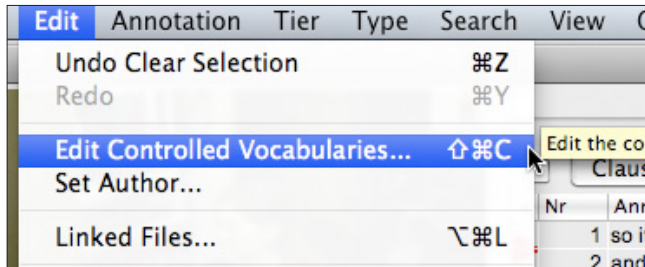 Edit Annotation Tier Type Search View
Undo Clear Selection ⌘Z
Redo ⌘Y
Edit Controlled Vocabularies... ⇧⌘C
Edit the co
Set Author...
Claus
Nr Ann
Linked Files... ⌥⌘L
1 so i
2 and